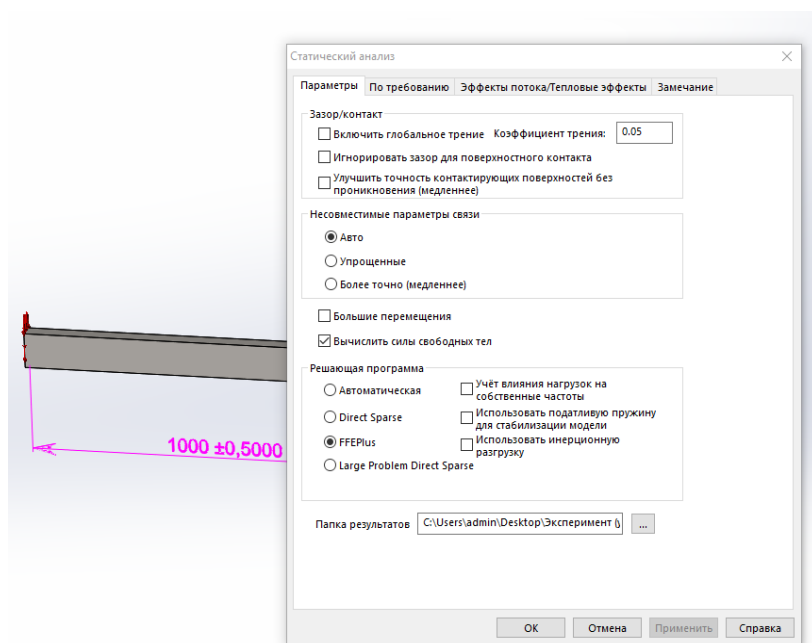 Статический анализ
Параметры По требованию Эффекты потока/Тепловые эффекты Замечание
Зазор/контакт
Включить глобальное трение Коэффициент трения: 0.05
Игнорировать зазор для поверхностного контакта
Улучшить точность контактирующих поверхностей без
проникновения (медленнее)
Несовместимые параметры связи
Авто
Упрощенные
Более точно (медленнее)
Большие перемещения
Вычислить силы свободных тел
Решающая программа
Автоматическая
Учёт влияния нагрузок на
собственные частоты
Direct Sparse
Использовать податливую пружину
для стабилизации модели
FFEPlus
Использовать инерционную
разгрузку
Large Problem Direct Sparse
1000 ±0,5000
Папка результатов C:\Users\admin\Desktop\Эксперимент ( ...
OK Отмена Применить Справка